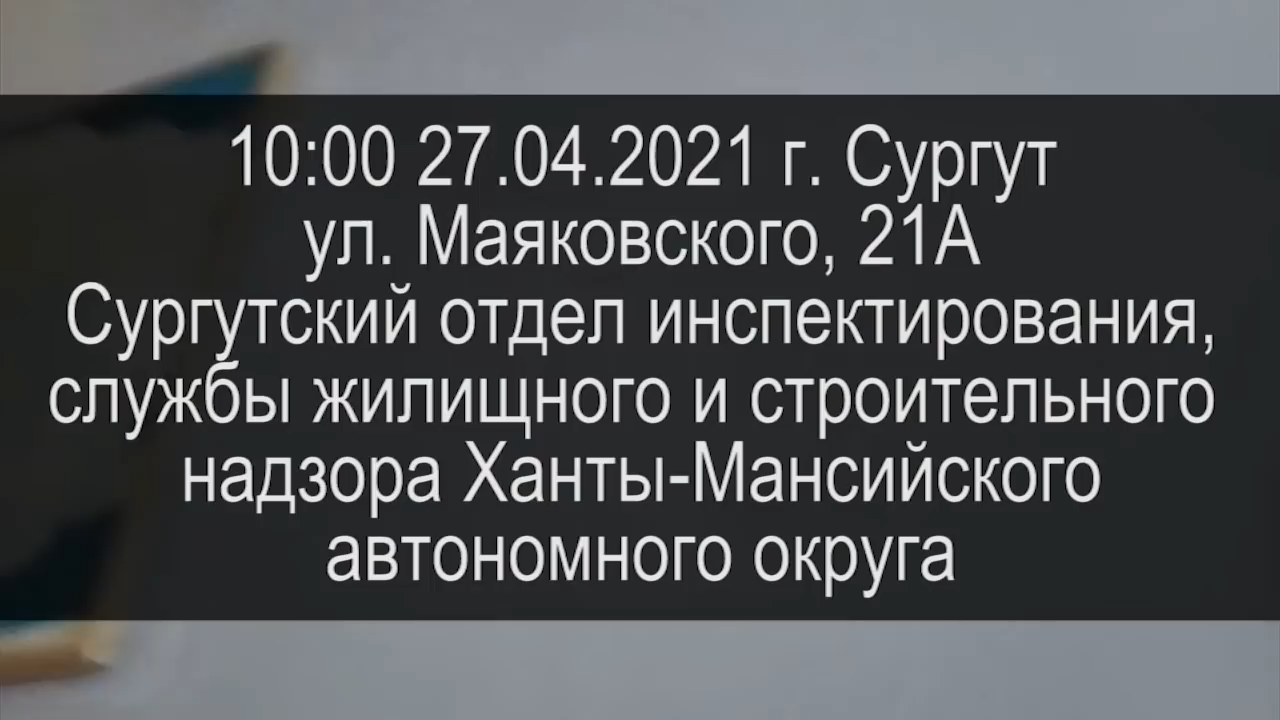 10:00 27.04.2021 г. Сургут
ул. Маяковского, 21А
Сургутский отдел инспектирования,
службы жилищного и строительного
надзора Ханты-Мансийского
автономного округа